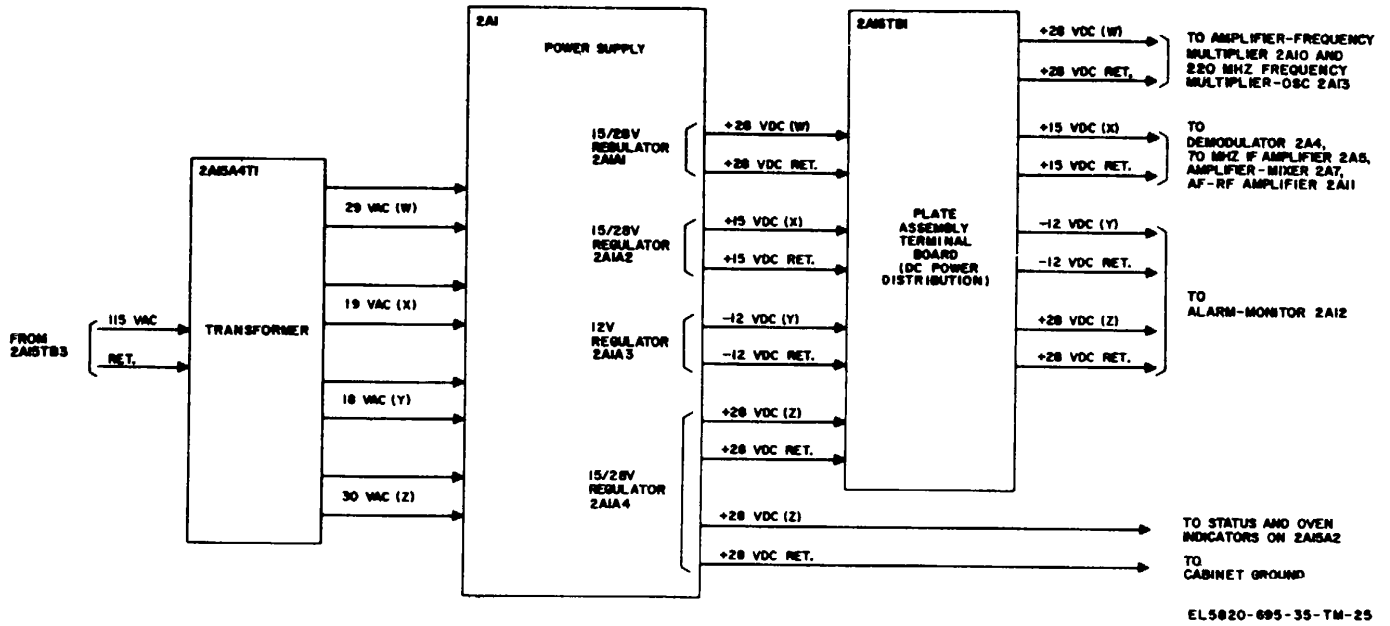 2A15A4T1
TRANSFORMER
FROM
2A15TB3
115 VAC
RET.
29 VAC (W)
19 VAC (X)
18 VAC (Y)
30 VAC (Z)
2A1
POWER SUPPLY
15/28V
REGULATOR
2A1A1
15/28V
REGULATOR
2A1A2
12V
REGULATOR
2A1A3
15/28V
REGULATOR
2A1A4
+28 VDC (W)
+28 VDC RET.
+15 VDC (X)
+15 VDC RET.
-12 VDC (Y)
-12 VDC RET.
+28 VDC (Z)
+28 VDC RET.
+28 VDC (Z)
+28 VDC RET.
2A16TB1
PLATE
ASSEMBLY
TERMINAL
BOARD
(DC POWER
DISTRIBUTION)
+28 VDC (W)
+28 VDC RET.
+15 VDC (X)
+15 VDC RET.
-12 VDC (Y)
-12 VDC RET.
+28 VDC (Z)
+28 VDC RET.
TO AMPLIFIER-FREQUENCY
MULTIPLIER 2A10 AND
220 MHZ FREQUENCY
MULTIPLIER-OSC 2A13
TO
DEMODULATOR 2A4,
70 MHZ IF AMPLIFIER 2A5,
AMPLIFIER-MIXER 2A7,
AF-RF AMPLIFIER 2A11
TO
ALARM-MONITOR 2A12
TO STATUS AND OVEN
INDICATORS ON 2A15A2
TO
CABINET GROUND
EL5820-695-35-TM-25